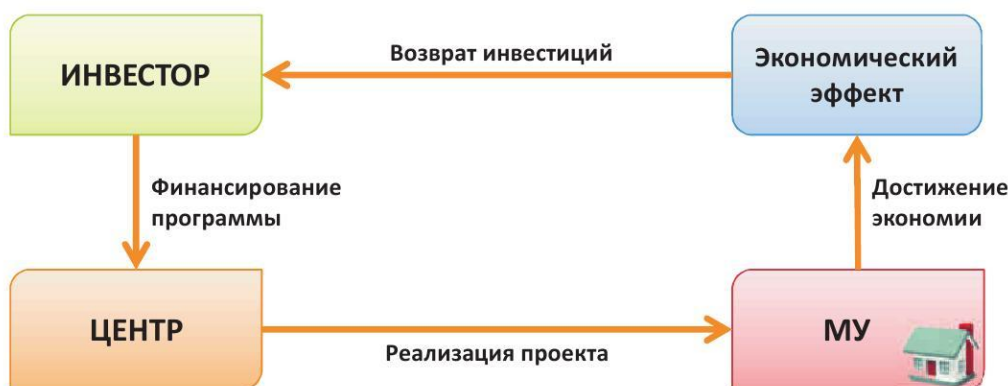 ИНВЕСТОР
Возврат инвестиций
Экономический
эффект
Финансирование
программы
Достижение
экономии
ЦЕНТР
Реализация проекта
МУ